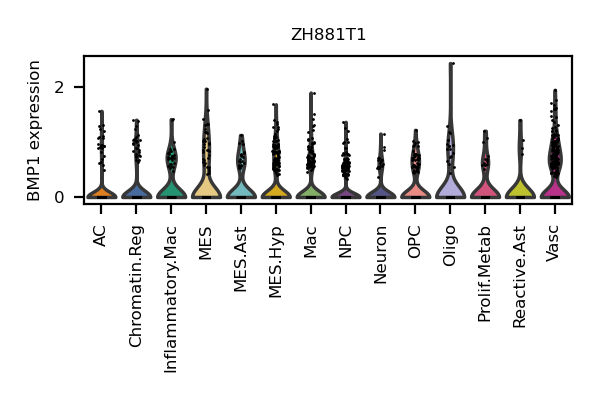 ZH881T1
BMP1 expression
2
0
AC
Chromatin.Reg
Inflammatory.Mac
MES
MES.Ast
MES.Hyp
Mac
NPC
Neuron
OPC
Oligo
Prolif.Metab
Reactive.Ast
Vasc